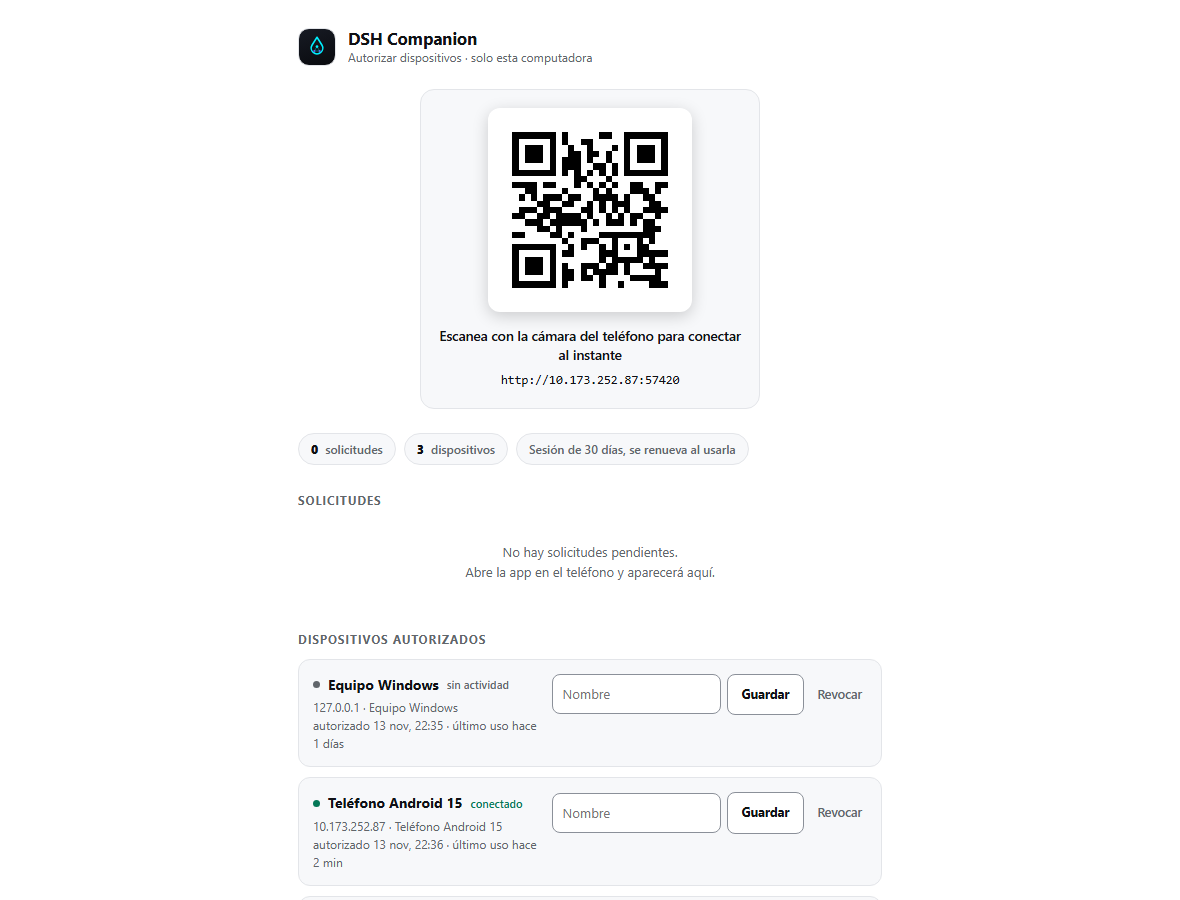 DSH Companion
Autorizar dispositivos · solo esta computadora
Escanea con la cámara del teléfono para conectar
al instante
http://10.173.252.87:57420
0 solicitudes
3 dispositivos
Sesión de 30 días, se renueva al usarla
SOLICITUDES
No hay solicitudes pendientes.
Abre la app en el teléfono y aparecerá aquí.
DISPOSITIVOS AUTORIZADOS
Equipo Windows sin actividad
Nombre
Guardar
Revocar
127.0.0.1 · Equipo Windows
autorizado 13 nov, 22:35 · último uso hace
1 días
Teléfono Android 15 conectado
Nombre
Guardar
Revocar
10.173.252.87 · Teléfono Android 15
autorizado 13 nov, 22:36 · último uso hace
2 min